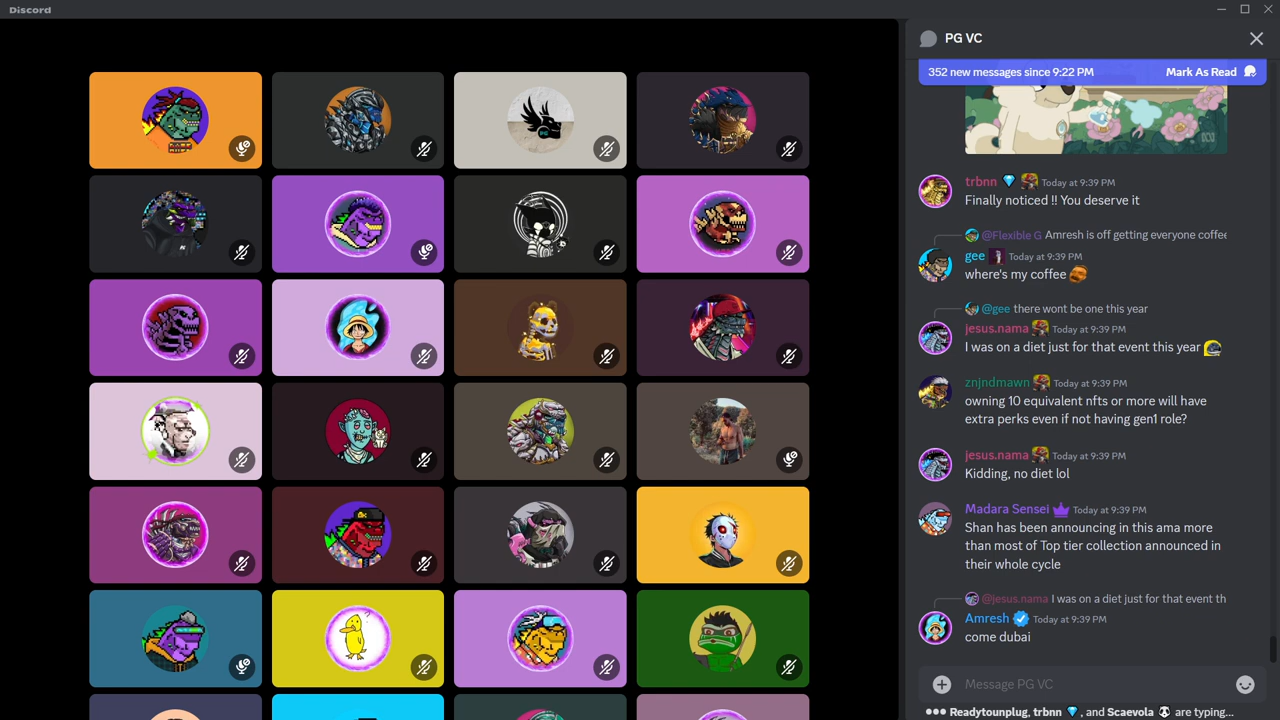 Discord
PG VC
352 new messages since 9:22 PM Mark As Read
trbnn Today at 9:39 PM
Finally noticed !! You deserve it
@Flexible G Amresh is off getting everyone coffee
gee Today at 9:39 PM
where's my coffee
@gee there wont be one this year
jesus.nama Today at 9:39 PM
I was on a diet just for that event this year
znjndmawn Today at 9:39 PM
owning 10 equivalent nfts or more will have
extra perks even if not having gen1 role?
jesus.nama Today at 9:39 PM
Kidding, no diet lol
Madara Sensei Today at 9:39 PM
Shan has been announcing in this ama more
than most of Top tier collection announced in
their whole cycle
@jesus.nama I was on a diet just for that event th
Amresh Today at 9:39 PM
come dubai
Message PG VC
Readytounplug, trbnn 💎, and Scaevola 🐼 are typing...